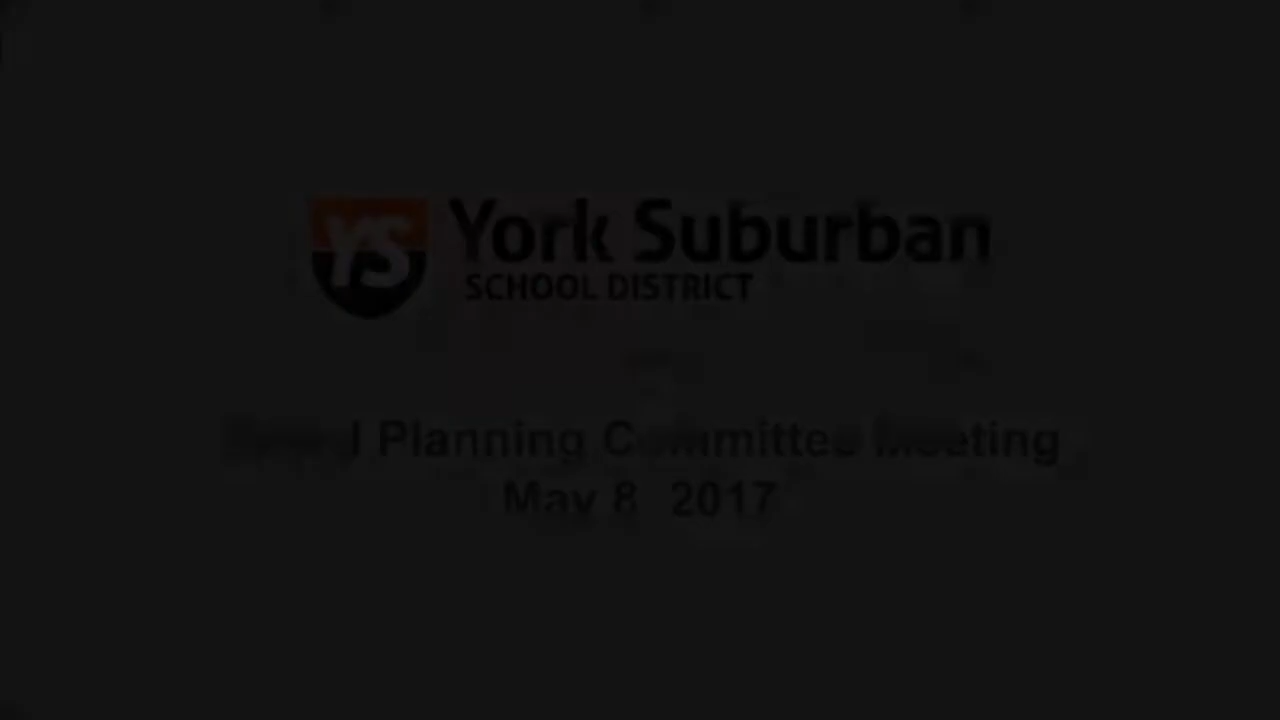 YS
York Suburban
SCHOOL DISTRICT
Board Planning Committee Meeting
May 8 2017